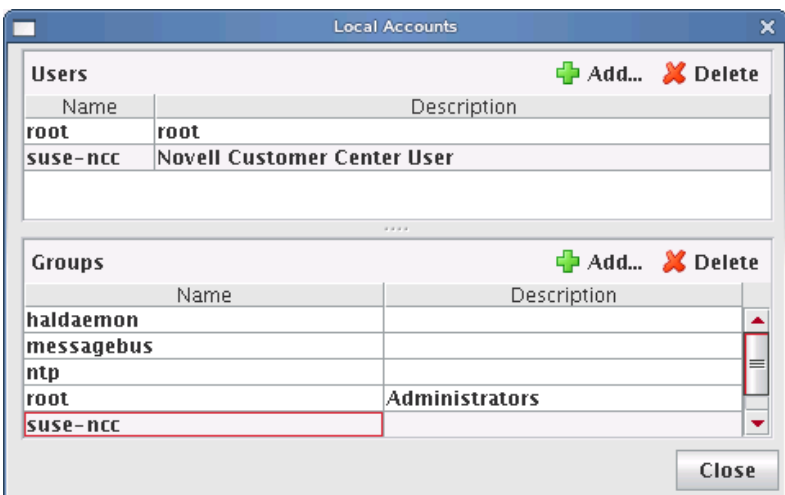 Local Accounts
Users Add... Delete
Name Description
root root
suse-ncc Novell Customer Center User
Groups Add... Delete
Name Description
haldaemon
messagebus
ntp
root Administrators
suse-ncc
Close